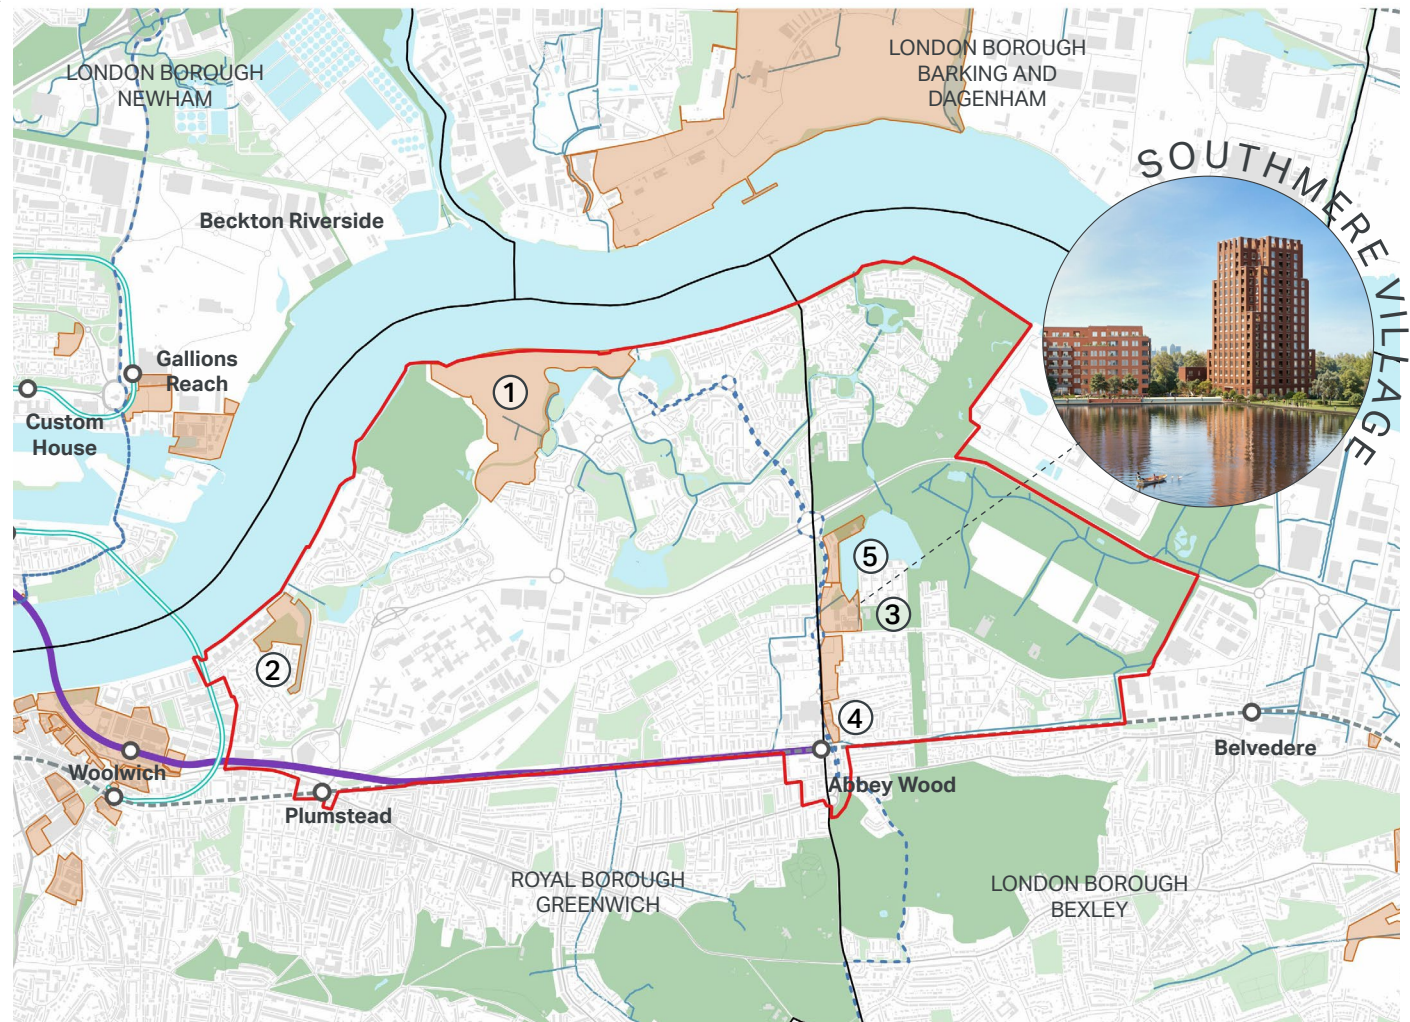 LONDON BOROUGH
NEWHAM
LONDON BOROUGH
BARKING AND
DAGENHAM
SOUTHMERE VILLAGE
Beckton Riverside
Gallions
Reach
Custom
House
1
2
3
4
5
Woolwich
Plumstead
Abbey Wood
Belvedere
ROYAL BOROUGH
GREENWICH
LONDON BOROUGH
BEXLEY